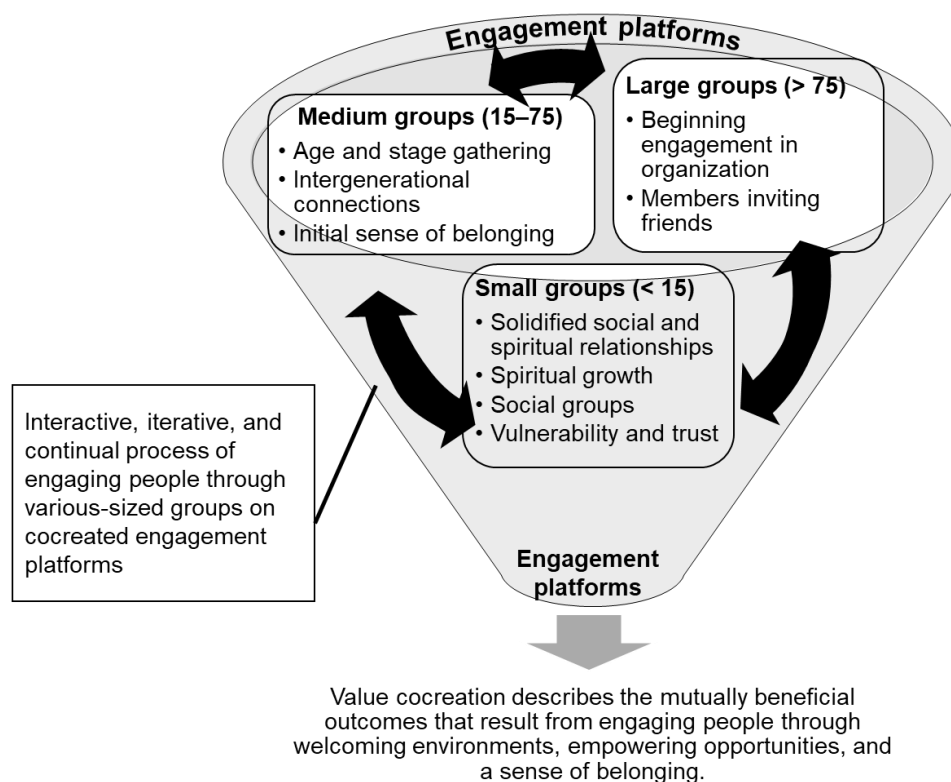 Engagement platforms
Medium groups (15–75)
• Age and stage gathering
• Intergenerational
connections
• Initial sense of belonging
Large groups (> 75)
• Beginning
engagement in
organization
• Members inviting
friends
Small groups (< 15)
• Solidified social and
spiritual relationships
• Spiritual growth
• Social groups
• Vulnerability and trust
Interactive, iterative, and
continual process of
engaging people through
various-sized groups on
cocreated engagement
platforms
Engagement
platforms
Value cocreation describes the mutually beneficial
outcomes that result from engaging people through
welcoming environments, empowering opportunities, and
a sense of belonging.